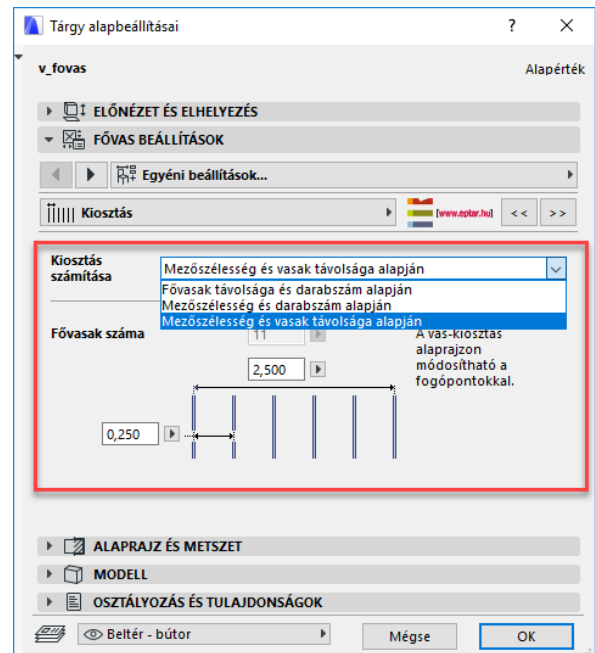 Tárgy alapbeállításai
?
v_fovas
Alapérték
ELŐNÉZET ÉS ELHELYEZÉS
FŐVAS BEÁLLÍTÁSOK
Egyéni beállítások...
Kiosztás
[www.eptar.hu]
<< >>
Kiosztás
számítása
Mezőszélesség és vasak távolsága alapján
Fővasak távolsága és darabszám alapján
Mezőszélesség és darabszám alapján
Mezőszélesség és vasak távolsága alapján
Fővasak száma
11
A vas-kiosztás
alaprajzon
módosítható a
fogópontokkal.
2,500
0,250
ALAPRAJZ ÉS METSZET
MODELL
OSZTÁLYOZÁS ÉS TULAJDONSÁGOK
Beltér - bútor
Mégse
OK